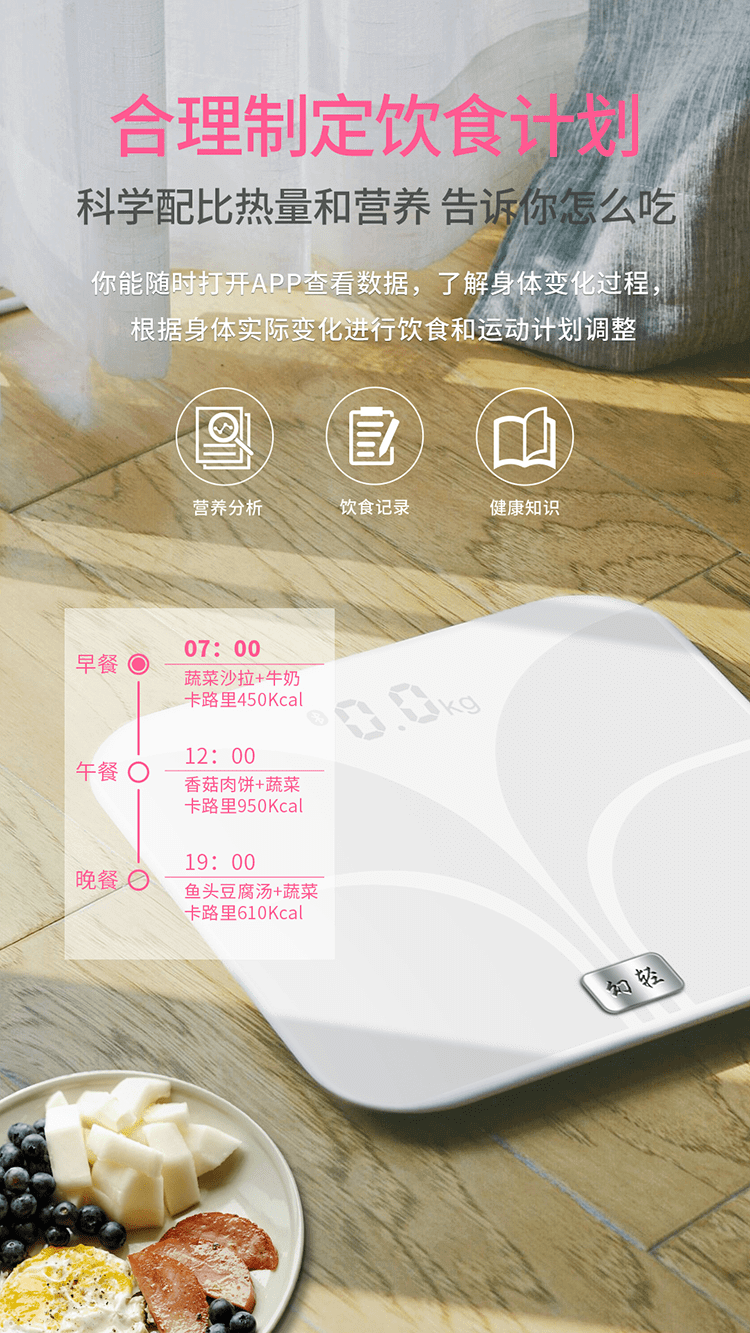 合理制定饮食计划
科学配比热量和营养 告诉你怎么吃
你能随时打开APP查看数据，了解身体变化过程，
根据身体实际变化进行饮食和运动计划调整
营养分析 饮食记录 健康知识
早餐 07：00
蔬菜沙拉+牛奶
卡路里450Kcal
0.0kg
午餐 12：00
香菇肉饼+蔬菜
卡路里950Kcal
晚餐 19：00
鱼头豆腐汤+蔬菜
卡路里610Kcal
幻轻